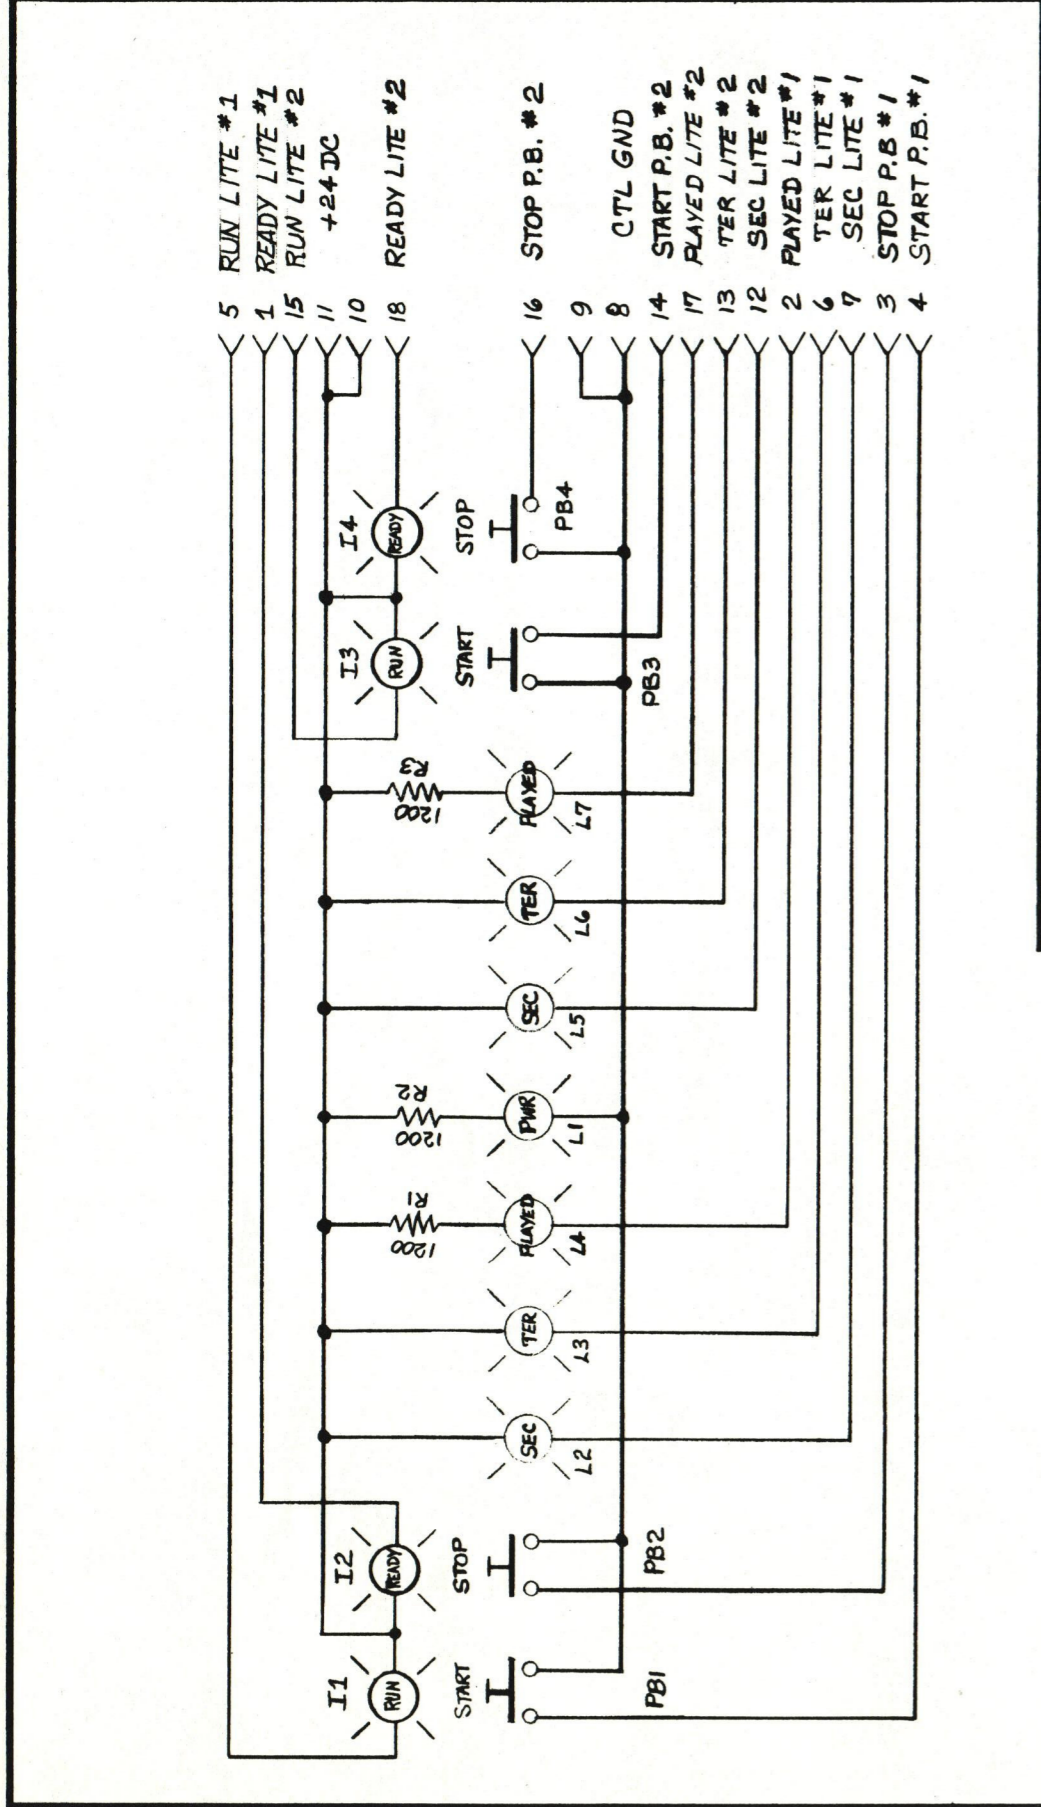 5 RUN LITE #1
1 READY LITE #1
15 RUN LITE #2
11 +24 DC
10
18 READY LITE #2
16 STOP P.B. #2
9
8 CTL GND
14 START P.B. #2
17 PLAYED LITE #2
13 TER LITE #2
12 SEC LITE #2
2 PLAYED LITE #1
6 TER LITE #1
7 SEC LITE #1
3 STOP P.B #1
4 START P.B. #1
I1
RUN
I2
READY
I3
RUN
I4
READY
START
PB1
STOP
PB2
START
PB3
STOP
PB4
SEC
L2
TER
L3
R1
1200
PLAYED
L4
R2
1200
PWR
L1
SEC
L5
TER
L6
R3
1200
PLAYED
L7